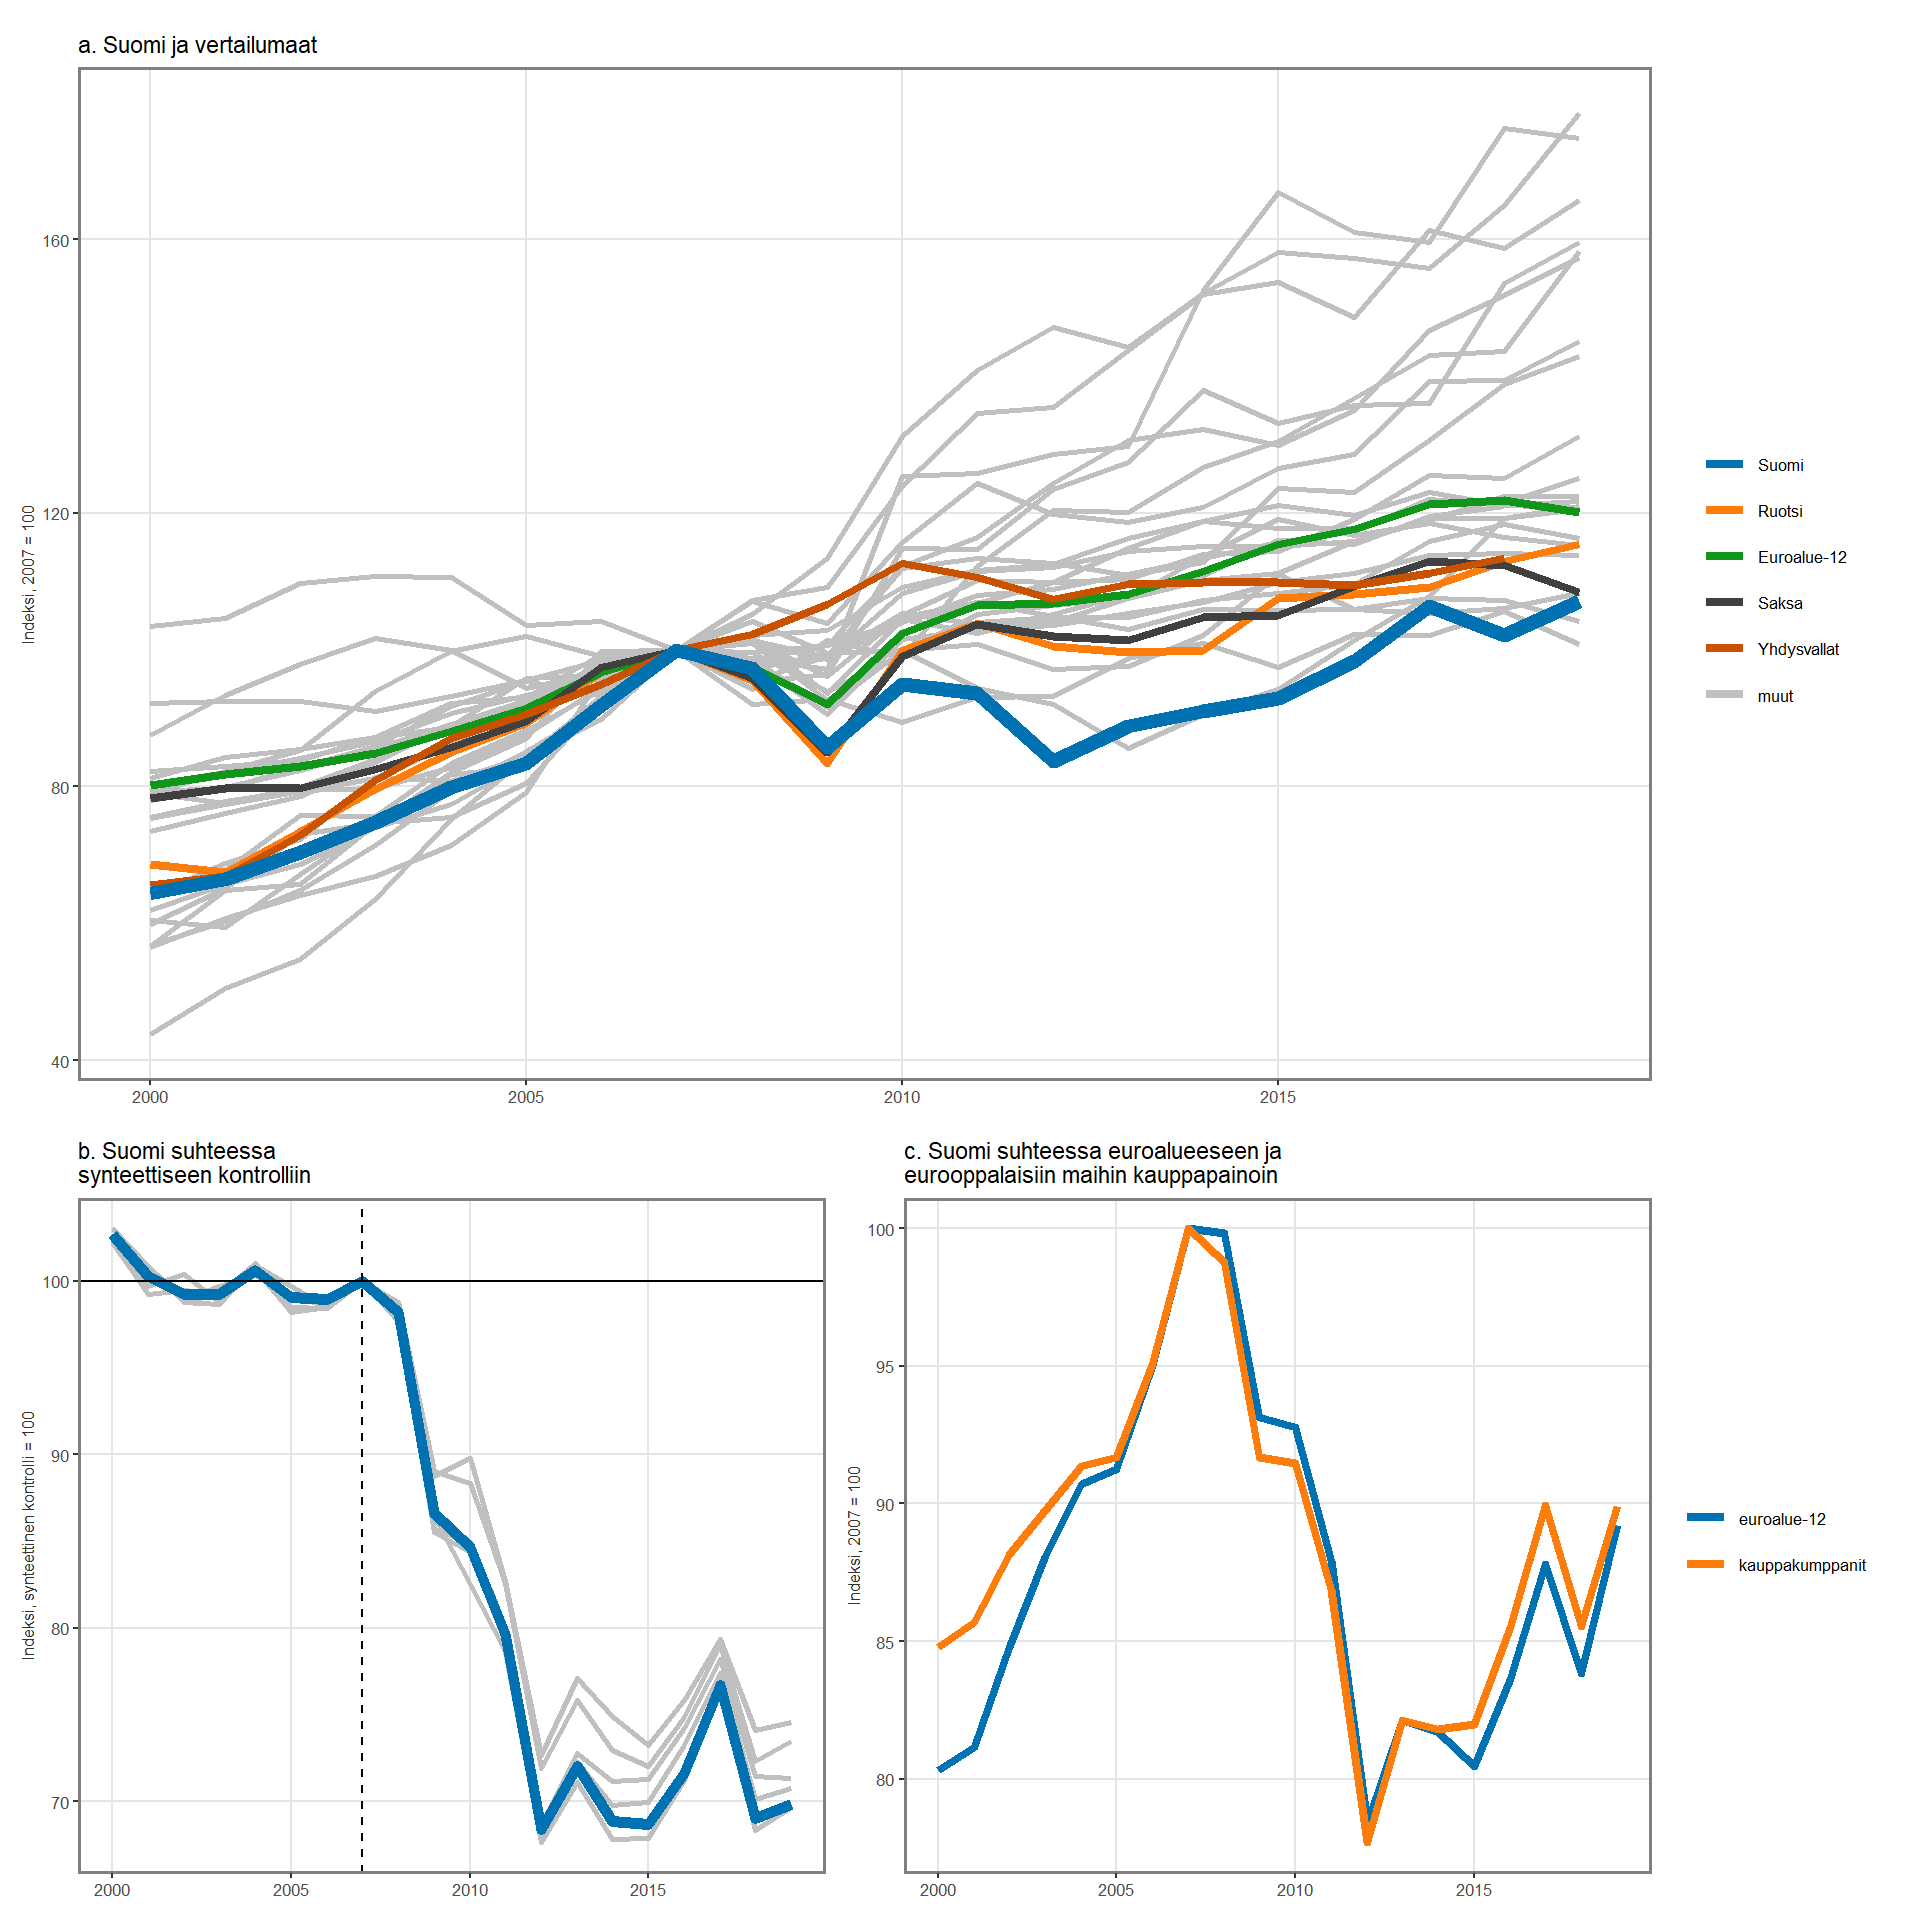 a. Suomi ja vertailumaat
Indeksi, 2007 = 100
160
120
80
40
2000
2005
2010
2015
Suomi
Ruotsi
Euroalue-12
Saksa
Yhdysvallat
muut
b. Suomi suhteessa
synteettiseen kontrolliin
Indeksi, synteettinen kontrolli = 100
100
90
80
70
2000
2005
2010
2015
c. Suomi suhteessa euroalueeseen ja
eurooppalaisiin maihin kauppapainoin
Indeksi, 2007 = 100
100
95
90
85
80
2000
2005
2010
2015
euroalue-12
kauppakumppanit